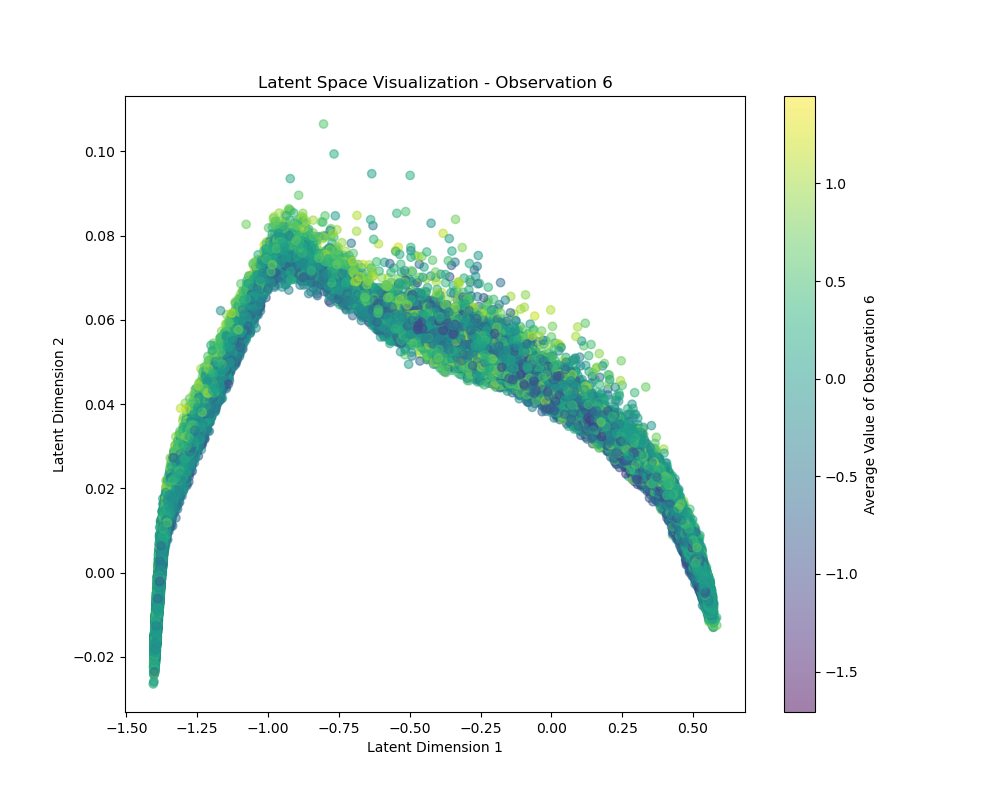 Latent Space Visualization - Observation 6
0.10
0.08
0.06
0.04
0.02
0.00
−0.02
Latent Dimension 2
−1.50 −1.25 −1.00 −0.75 −0.50 −0.25 0.00 0.25 0.50
Latent Dimension 1
1.0
0.5
0.0
−0.5
−1.0
−1.5
Average Value of Observation 6